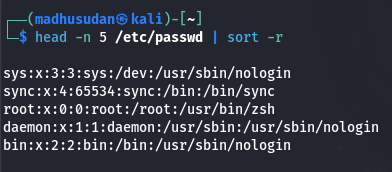 ┌──(madhusudan㉿kali)-[~]
└─$ head -n 5 /etc/passwd | sort -r
sys:x:3:3:sys:/dev:/usr/sbin/nologin
sync:x:4:65534:sync:/bin:/bin/sync
root:x:0:0:root:/root:/usr/bin/zsh
daemon:x:1:1:daemon:/usr/sbin:/usr/sbin/nologin
bin:x:2:2:bin:/bin:/usr/sbin/nologin